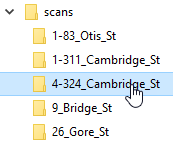 scans
1-83_Otis_St
1-311_Cambridge_St
4-324_Cambridge_St
9_Bridge_St
26_Gore_St